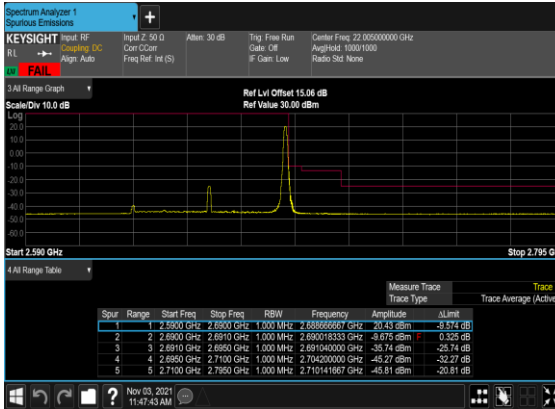 Spectrum Analyzer 1
Spurious Emissions
KEYSIGHT
Input: RF
Input Z: 50 Ω
Atten: 30 dB
Trig: Free Run
Center Freq: 22.005000000 GHz
RL
Coupling: DC
Corr CCorr
Gate: Off
Avg|Hold: 1000/1000
Align: Auto
Freq Ref: Int (S)
IF Gain: Low
Radio Std: None
FAIL
3 All Range Graph
Ref Lvl Offset 15.06 dB
Scale/Div 10.0 dB
Ref Value 30.00 dBm
Log
20.0
10.0
0.00
-10.0
-20.0
-30.0
-40.0
-50.0
-60.0
Start 2.590 GHz
Stop 2.795 G
4 All Range Table
Measure Trace
Trace
Trace Type
Trace Average (Active
Spur Range Start Freq Stop Freq RBW Frequency Amplitude ΔLimit
1 1 2.5900 GHz 2.6900 GHz 1.000 MHz 2.688666667 GHz 20.43 dBm -9.574 dB
2 2 2.6900 GHz 2.6910 GHz 1.000 MHz 2.690018333 GHz -9.675 dBm F 0.325 dB
3 3 2.6910 GHz 2.6950 GHz 1.000 MHz 2.691040000 GHz -35.74 dBm -25.74 dB
4 4 2.6950 GHz 2.7100 GHz 1.000 MHz 2.704200000 GHz -45.27 dBm -32.27 dB
5 5 2.7100 GHz 2.7950 GHz 1.000 MHz 2.710141667 GHz -45.81 dBm -20.81 dB
?
Nov 03, 2021
11:47:43 AM